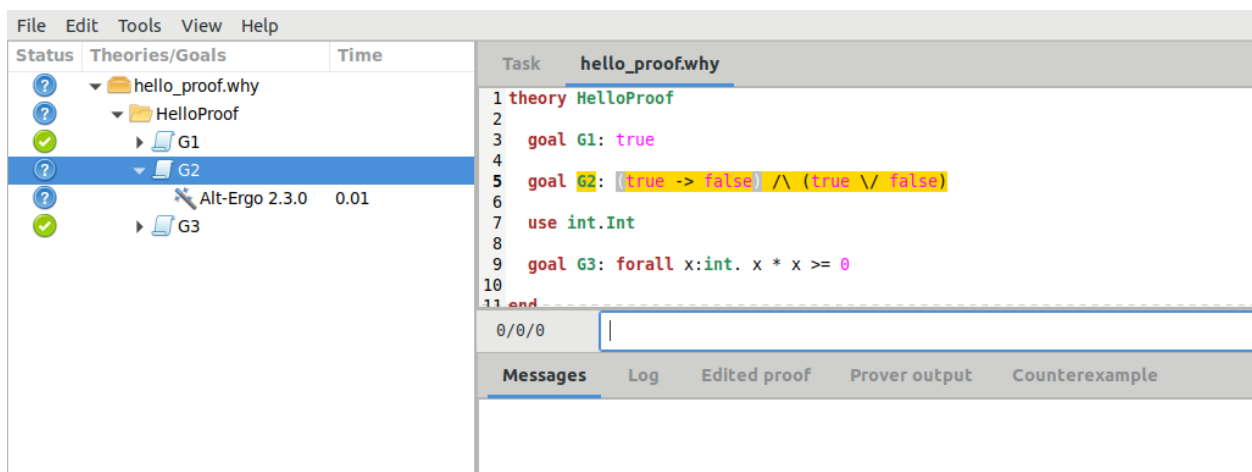 File Edit Tools View Help
Status Theories/Goals Time
hello_proof.why
HelloProof
G1
G2
Alt-Ergo 2.3.0 0.01
G3
Task hello_proof.why
1 theory HelloProof
2
3 goal G1: true
4
5 goal G2: (true -> false) /\ (true \/ false)
6
7 use int.Int
8
9 goal G3: forall x:int. x * x >= 0
10
11 end
0/0/0
Messages Log Edited proof Prover output Counterexample